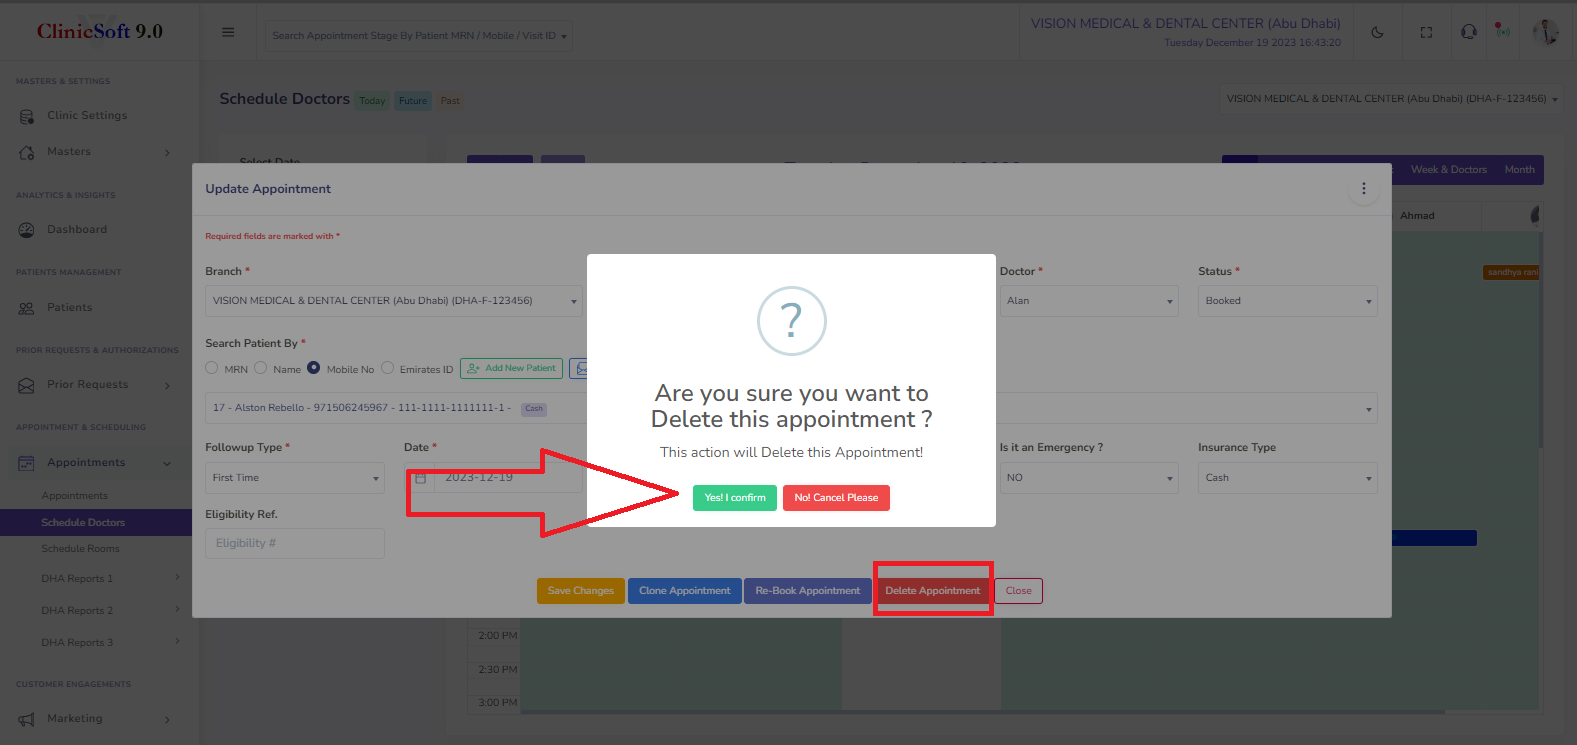 ClinicSoft 9.0
Search Appointment Stage By Patient MRN / Mobile / Visit ID
VISION MEDICAL & DENTAL CENTER (Abu Dhabi)
Tuesday December 19 2023 16:43:20
MASTERS & SETTINGS
Clinic Settings
Masters
ANALYTICS & INSIGHTS
Dashboard
PATIENTS MANAGEMENT
Patients
PRIOR REQUESTS & AUTHORIZATIONS
Prior Requests
APPOINTMENT & SCHEDULING
Appointments
Appointments
Schedule Doctors
Schedule Rooms
DHA Reports 1
DHA Reports 2
DHA Reports 3
CUSTOMER ENGAGEMENTS
Marketing
Schedule Doctors Today Future Past
VISION MEDICAL & DENTAL CENTER (Abu Dhabi) (DHA-F-123456)
Select Date
Week & Doctors Month
Ahmad
sandhya rani
Update Appointment
Required fields are marked with *
Branch * Doctor * Status *
VISION MEDICAL & DENTAL CENTER (Abu Dhabi) (DHA-F-123456) Alan Booked
Search Patient By *
MRN Name Mobile No Emirates ID Add New Patient
17 - Alston Rebello - 971506245967 - 111-1111-1111111-1 - Cash
Followup Type * Date * Is it an Emergency ? Insurance Type
First Time 2023-12-19 NO Cash
Eligibility Ref.
Eligibility #
?
Are you sure you want to
Delete this appointment ?
This action will Delete this Appointment!
Yes! I confirm No! Cancel Please
Save Changes Clone Appointment Re-Book Appointment Delete Appointment Close
2:00 PM
2:30 PM
3:00 PM